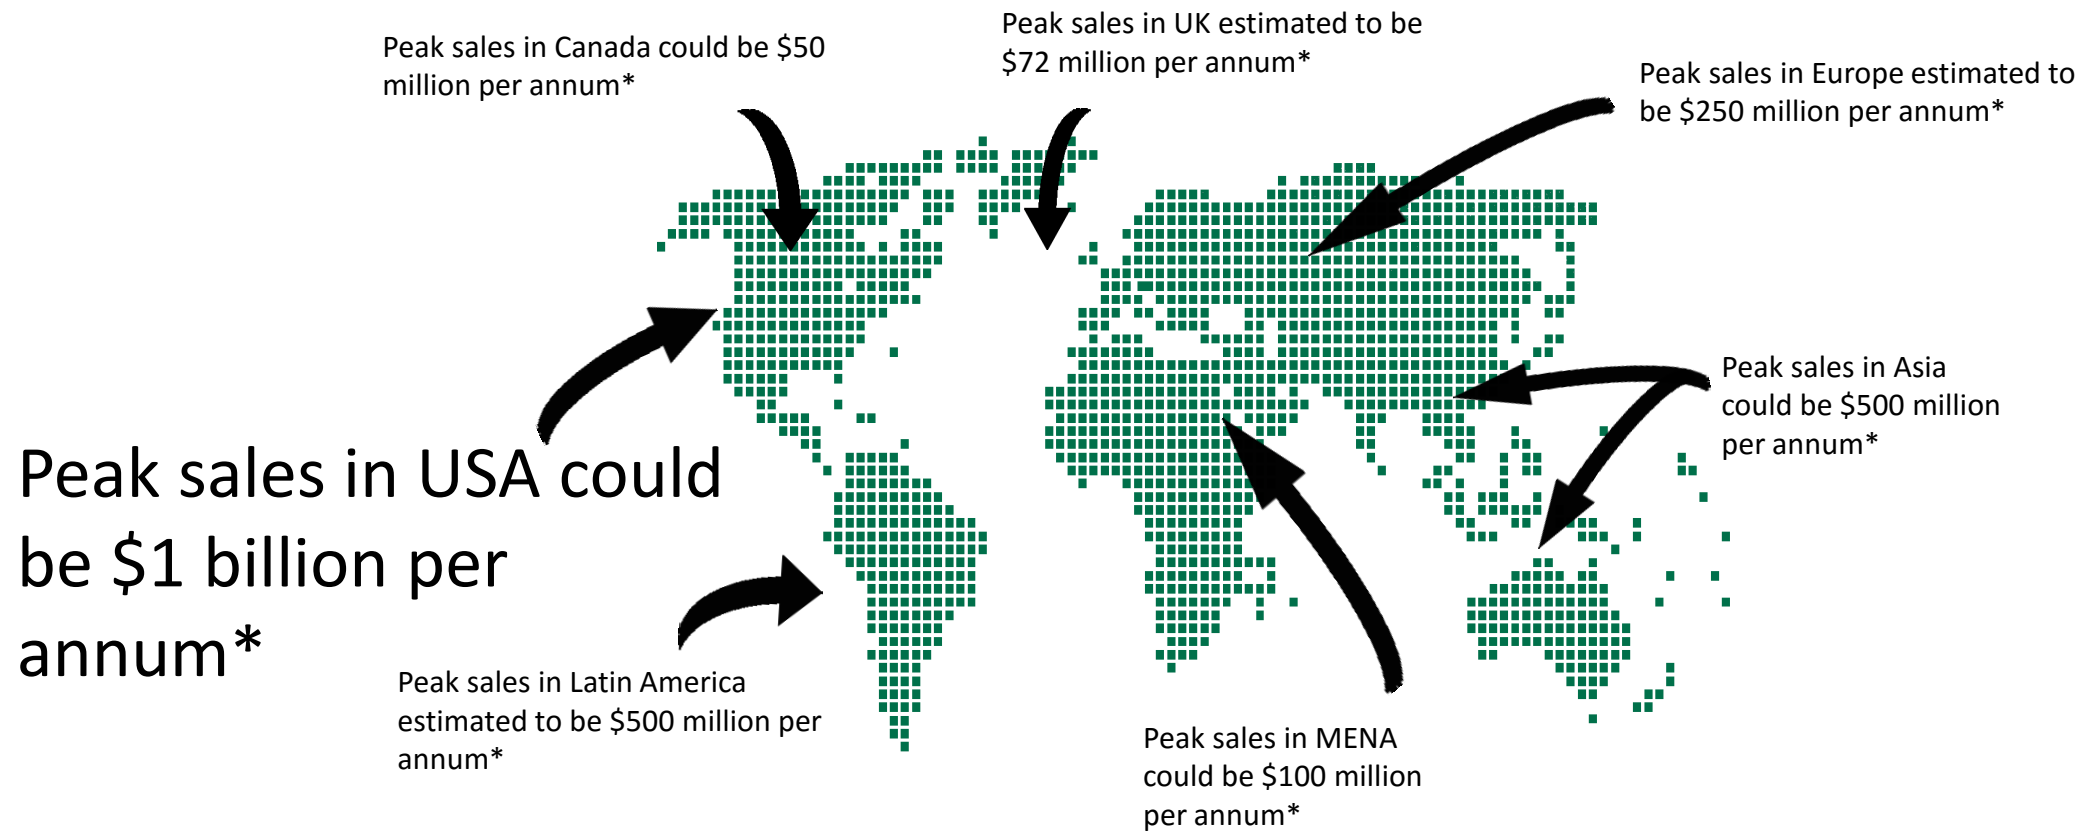 Peak sales in Canada could be $50
million per annum*
Peak sales in UK estimated to be
$72 million per annum*
Peak sales in Europe estimated to
be $250 million per annum*
Peak sales in USA could
be $1 billion per
annum*
Peak sales in Asia
could be $500 million
per annum*
Peak sales in Latin America
estimated to be $500 million per
annum*
Peak sales in MENA
could be $100 million
per annum*